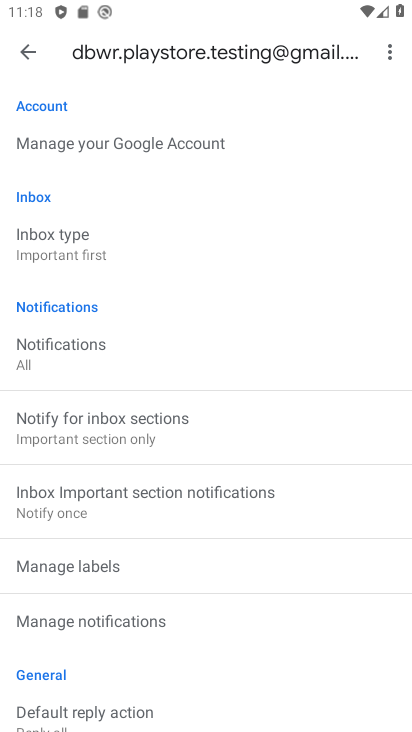 11:18
dbwr.playstore.testing@gmail....
Account
Manage your Google Account
Inbox
Inbox type
Important first
Notifications
Notifications
All
Notify for inbox sections
Important section only
Inbox Important section notifications
Notify once
Manage labels
Manage notifications
General
Default reply action
Reply all